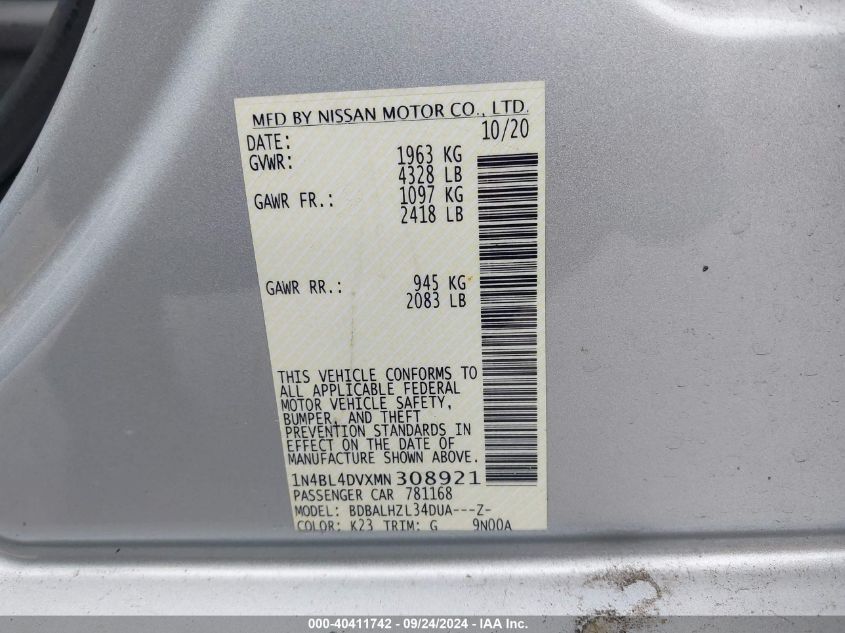 MFD BY NISSAN MOTOR CO., LTD.
DATE: 10/20
GVWR: 1963 KG
4328 LB
GAWR FR.: 1097 KG
2418 LB
GAWR RR.: 945 KG
2083 LB
THIS VEHICLE CONFORMS TO
ALL APPLICABLE FEDERAL
MOTOR VEHICLE SAFETY,
BUMPER, AND THEFT
PREVENTION STANDARDS IN
EFFECT ON THE DATE OF
MANUFACTURE SHOWN ABOVE.
1N4BL4DVXMN308921
PASSENGER CAR 781168
MODEL: BDBALHZL34DUA---Z-
COLOR: K23 TRIM: G 9N00A
000-40411742 - 09/24/2024 - IAA Inc.